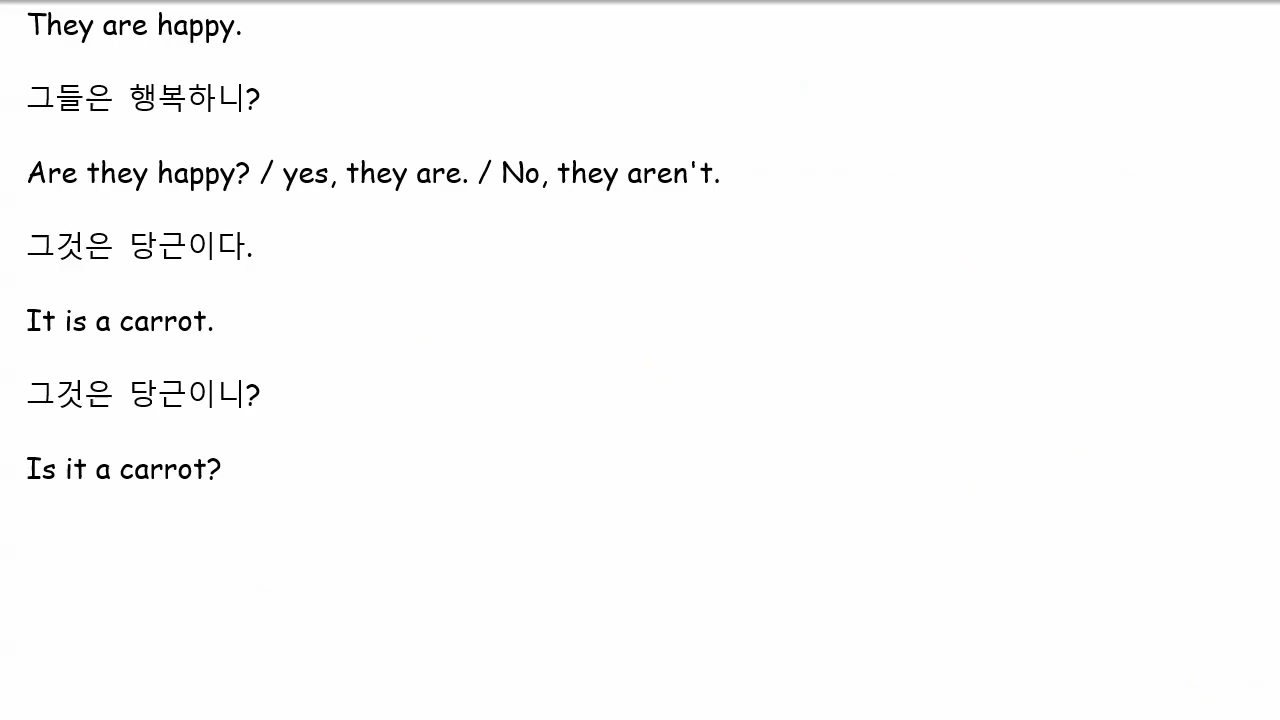 They are happy.
그들은 행복하니?
Are they happy? / yes, they are. / No, they aren't.
그것은 당근이다.
It is a carrot.
그것은 당근이니?
Is it a carrot?